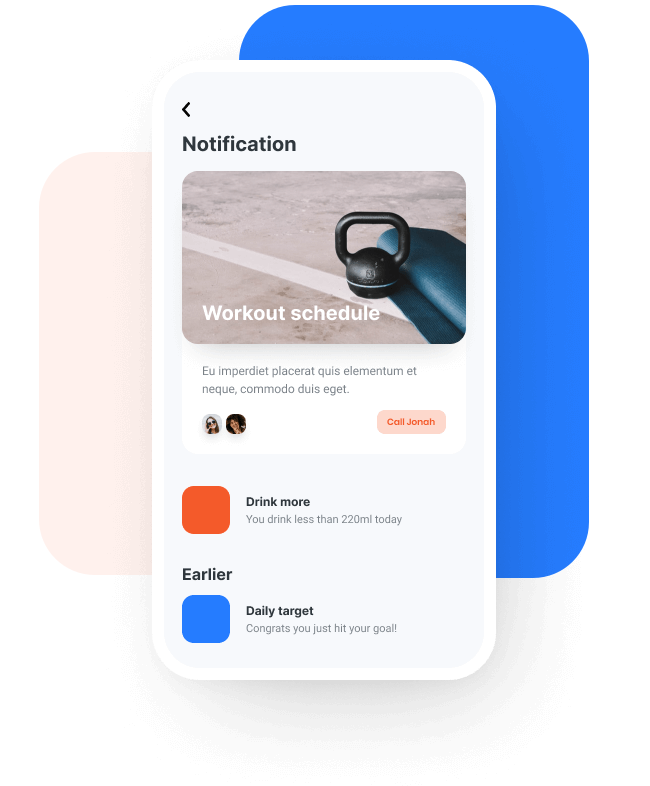 Notification
Workout schedule
Eu imperdiet placerat quis elementum et
neque, commodo duis eget.
Call Jonah
Drink more
You drink less than 220ml today
Earlier
Daily target
Congrats you just hit your goal!